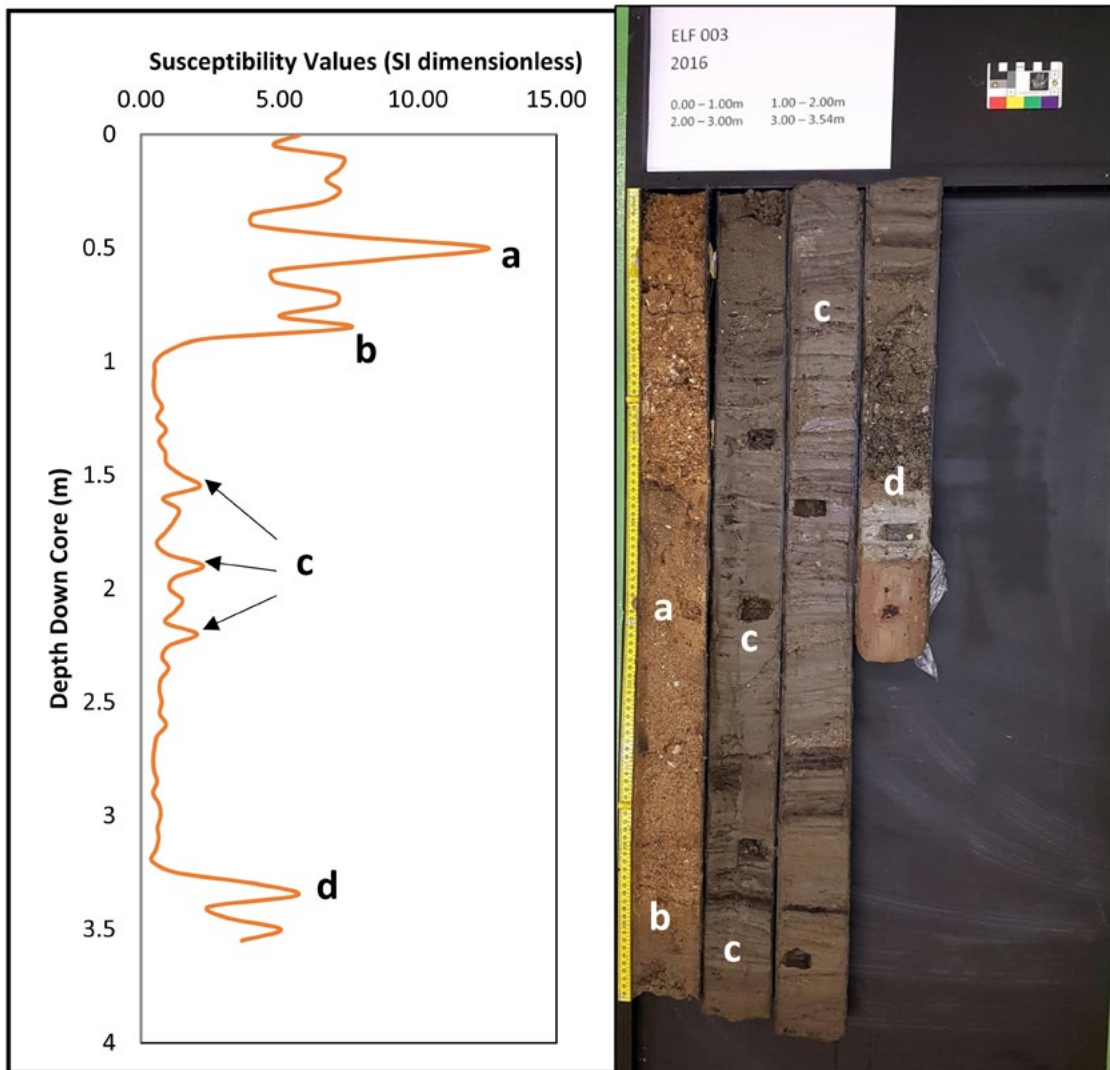 Susceptibility Values (SI dimensionless)
0.00 5.00 10.00 15.00
0
0.5
1
1.5
2
2.5
3
3.5
4
Depth Down Core (m)
a
b
c
d
ELF 003
2016
0.00 – 1.00m 1.00 – 2.00m
2.00 – 3.00m 3.00 – 3.54m
c
d
a
c
b
c